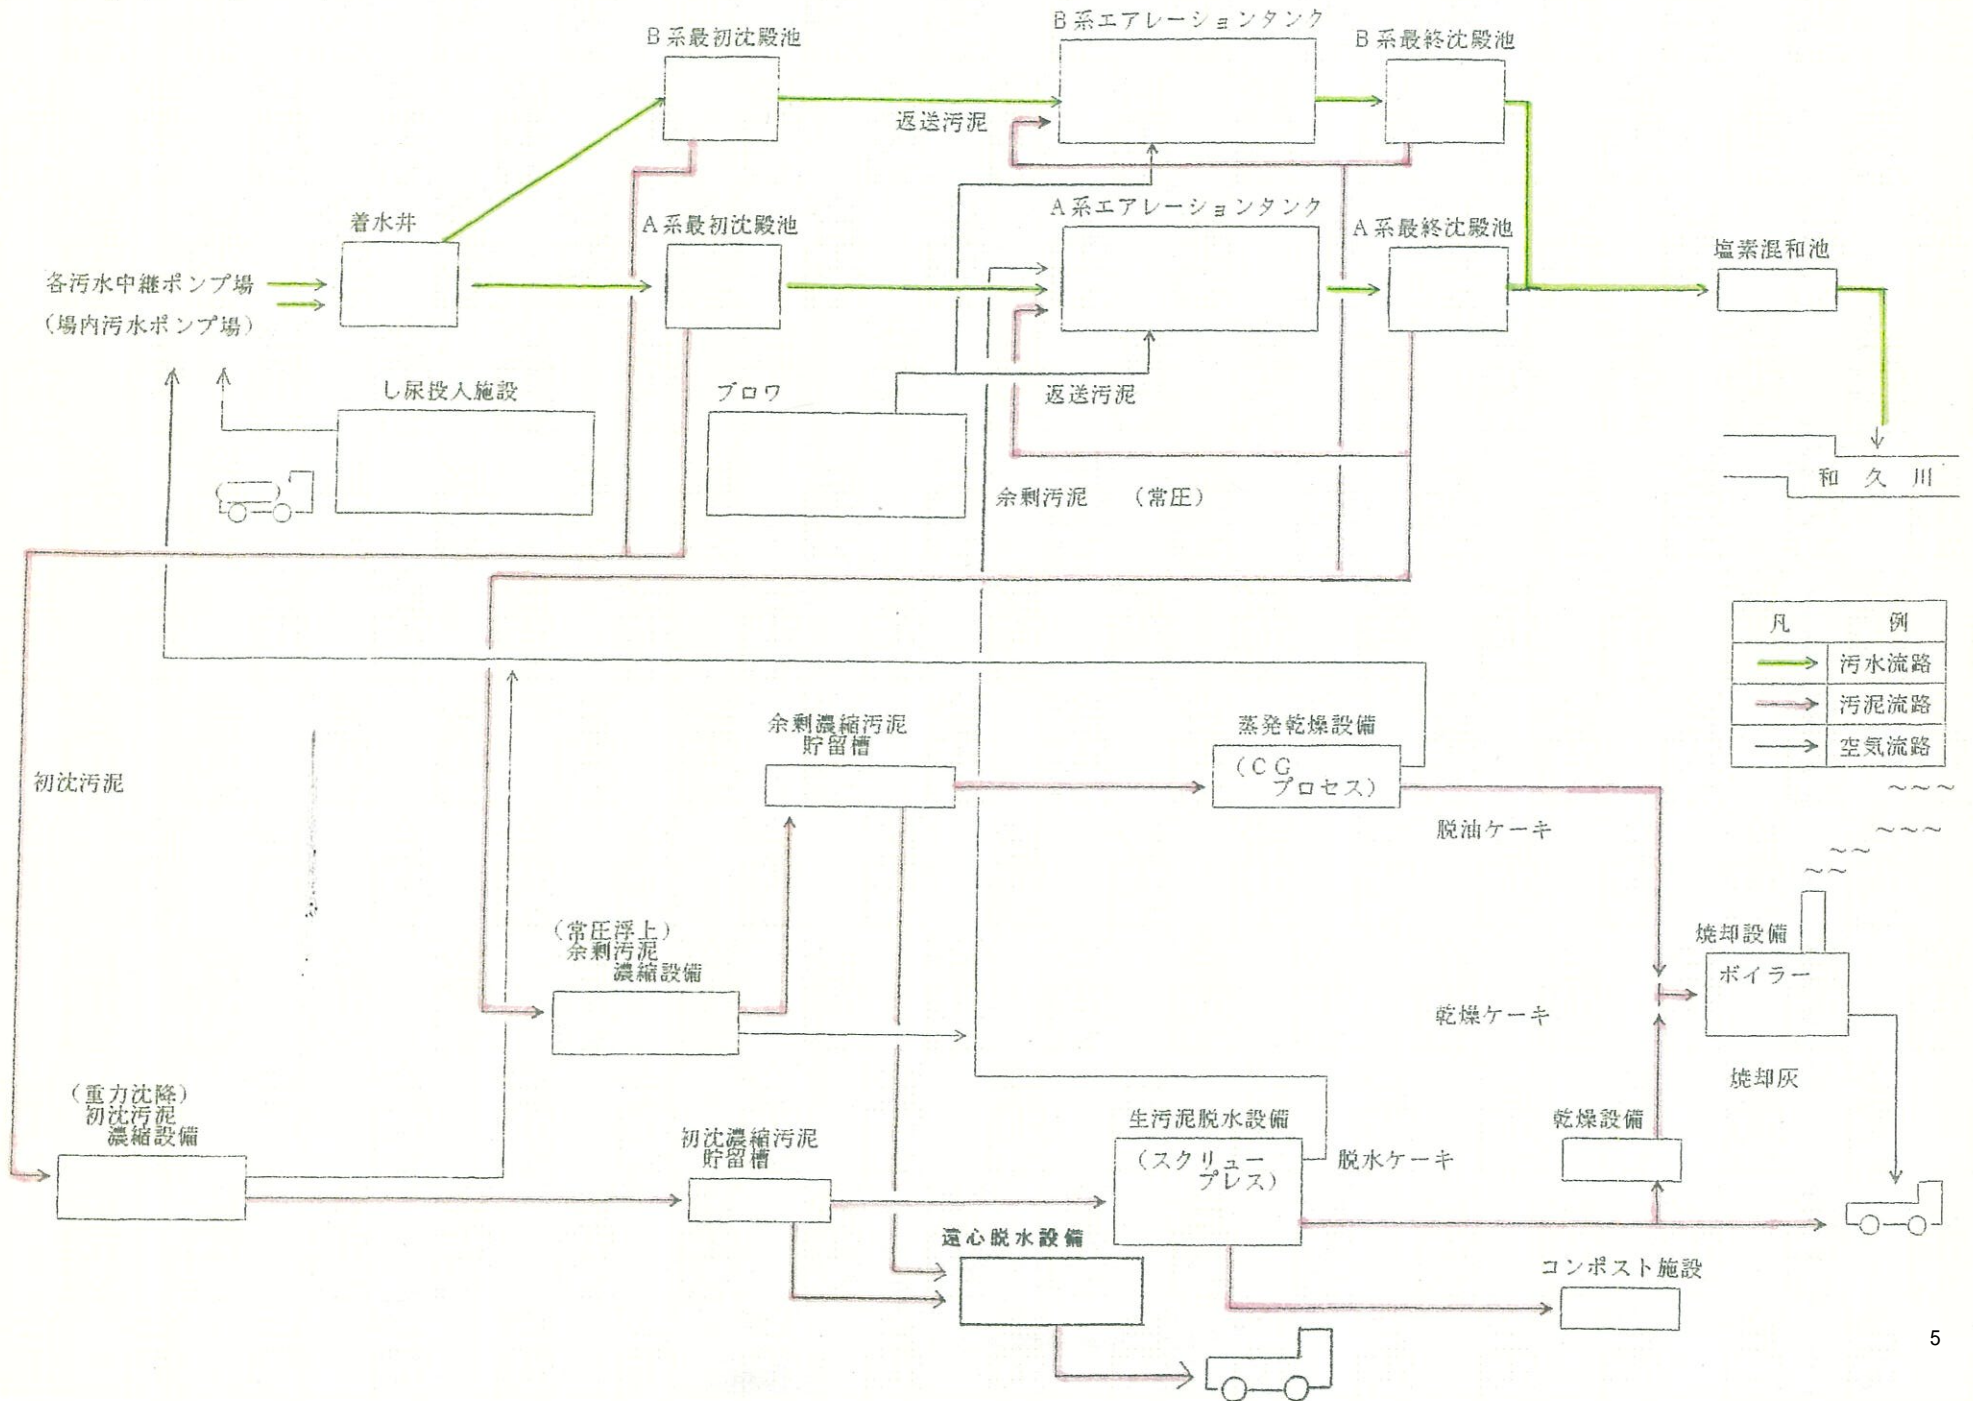 B系最初沈殿池
B系エアレーションタンク
B系最終沈殿池
返送汚泥
着水井
A系最初沈殿池
A系エアレーションタンク
A系最終沈殿池
塩素混和池
各汚水中継ポンプ場
(場内汚水ポンプ場)
し尿投入施設
ブロワ
返送汚泥
余剰汚泥 (常圧)
和久川
凡例
汚水流路
汚泥流路
空気流路
初沈汚泥
余剰濃縮汚泥
貯留槽
蒸発乾燥設備
(CG
プロセス)
脱油ケーキ
(常圧浮上)
余剰汚泥
濃縮設備
焼却設備
ボイラー
乾燥ケーキ
焼却灰
(重力沈降)
初沈汚泥
濃縮設備
初沈濃縮汚泥
貯留槽
生汚泥脱水設備
(スクリュー
プレス)
脱水ケーキ
乾燥設備
遠心脱水設備
コンポスト施設
5